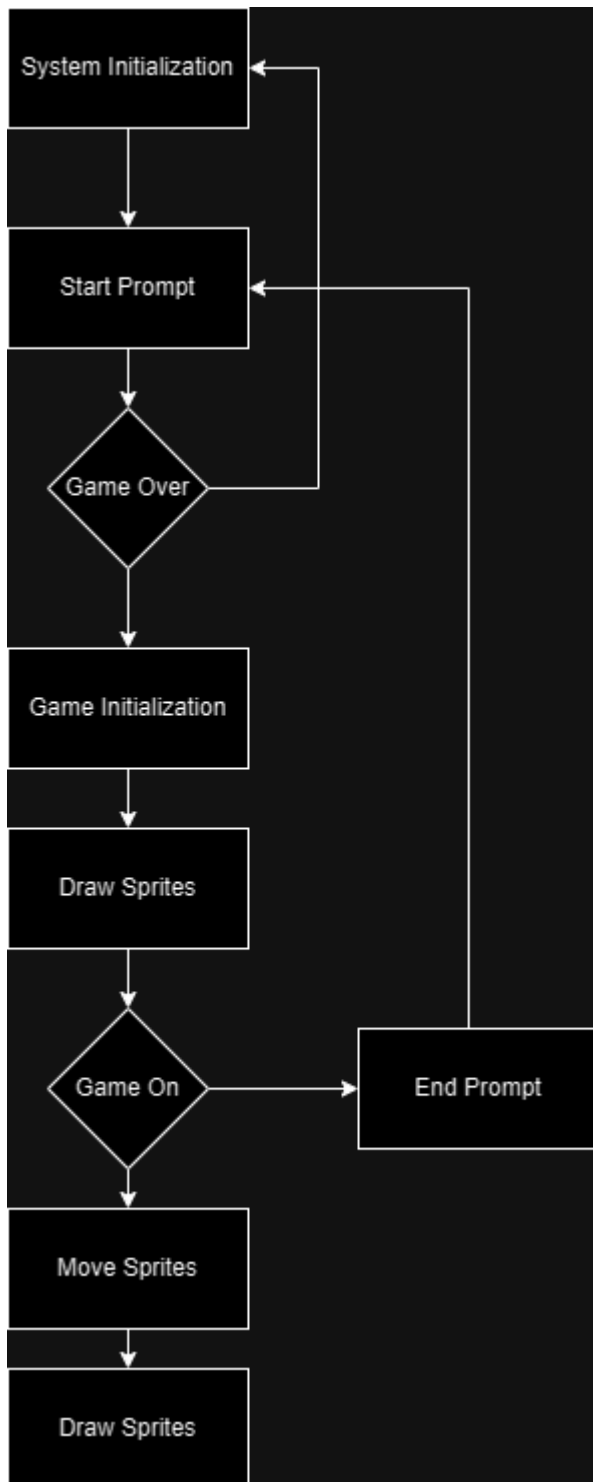 System Initialization
Start Prompt
Game Over
Game Initialization
Draw Sprites
Game On
End Prompt
Move Sprites
Draw Sprites